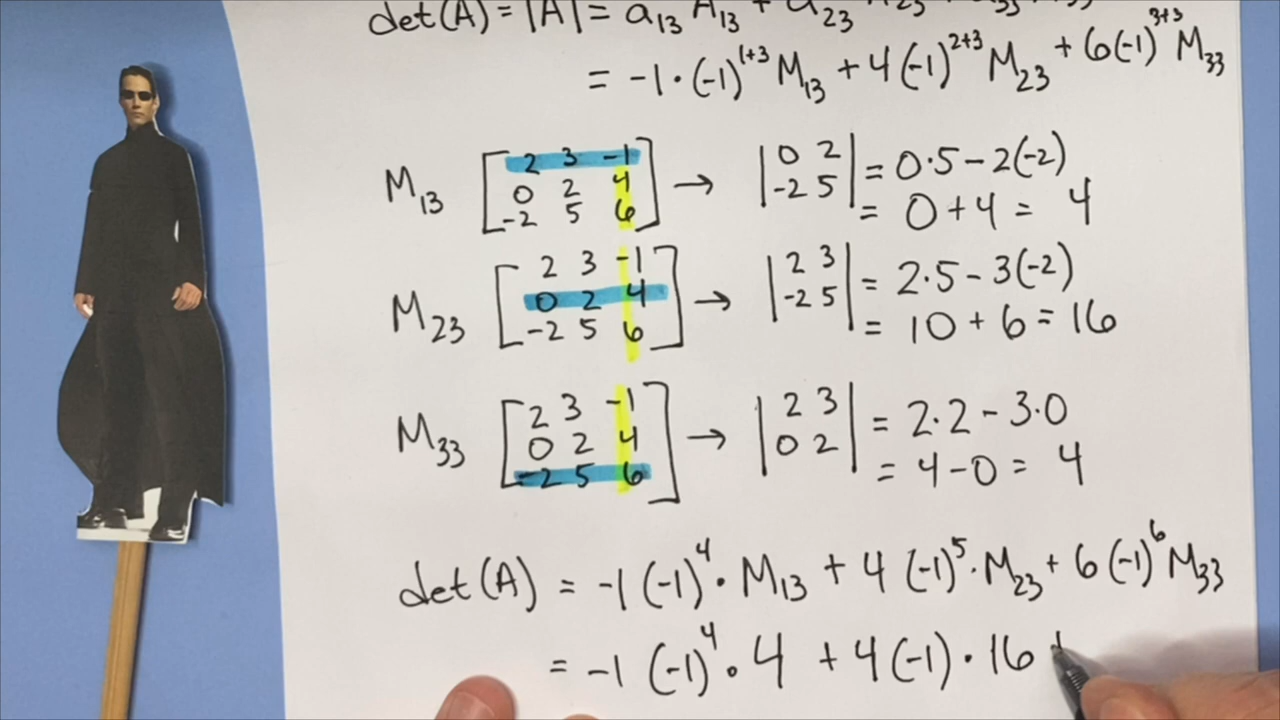 det(A) = |A| = a₁₃ A₁₃ + a₂₃
= -1 · (-1)¹⁺³ M₁₃ + 4(-1)²⁺³ M₂₃ + 6(-1)³⁺³ M₃₃
M₁₃ [2 3 -1 → |0 2| = 0·5 - 2(-2)
0 2 4 |-2 5|
-2 5 6] = 0 + 4 = 4
M₂₃ [2 3 -1 → |2 3| = 2·5 - 3(-2)
0 2 4 |-2 5|
-2 5 6] = 10 + 6 = 16
M₃₃ [2 3 -1 → |2 3| = 2·2 - 3·0
0 2 4 |0 2|
-2 5 6] = 4 - 0 = 4
det(A) = -1 (-1)⁴ · M₁₃ + 4 (-1)⁵ · M₂₃ + 6 (-1)⁶ M₃₃
= -1 (-1)⁴ · 4 + 4 (-1) · 16